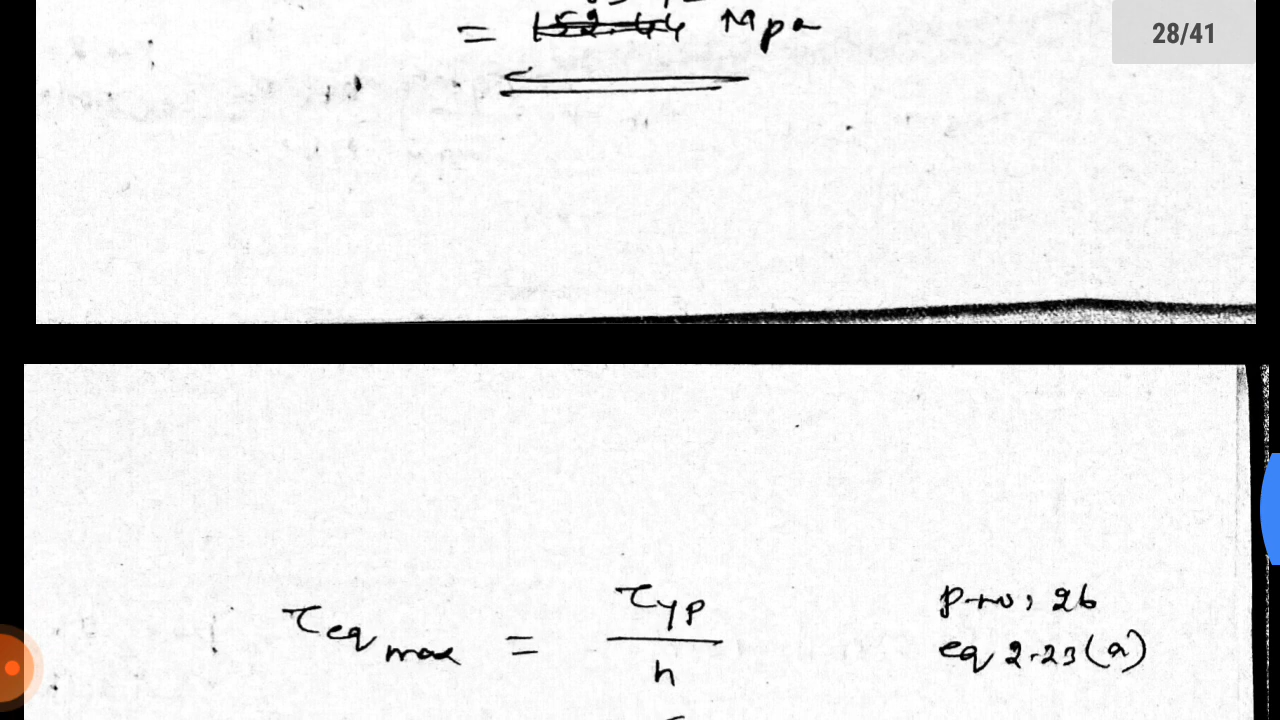 28/41
= Mpa
τeq max = τyp / n
p.no, 26
eq 2.23(a)